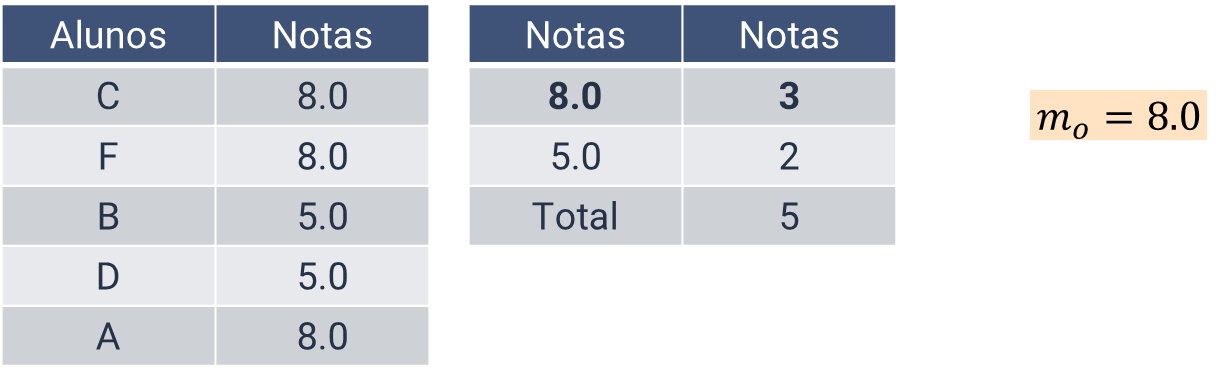 Alunos Notas
C 8.0
F 8.0
B 5.0
D 5.0
A 8.0
Notas Notas
8.0 3
5.0 2
Total 5
mₒ = 8.0